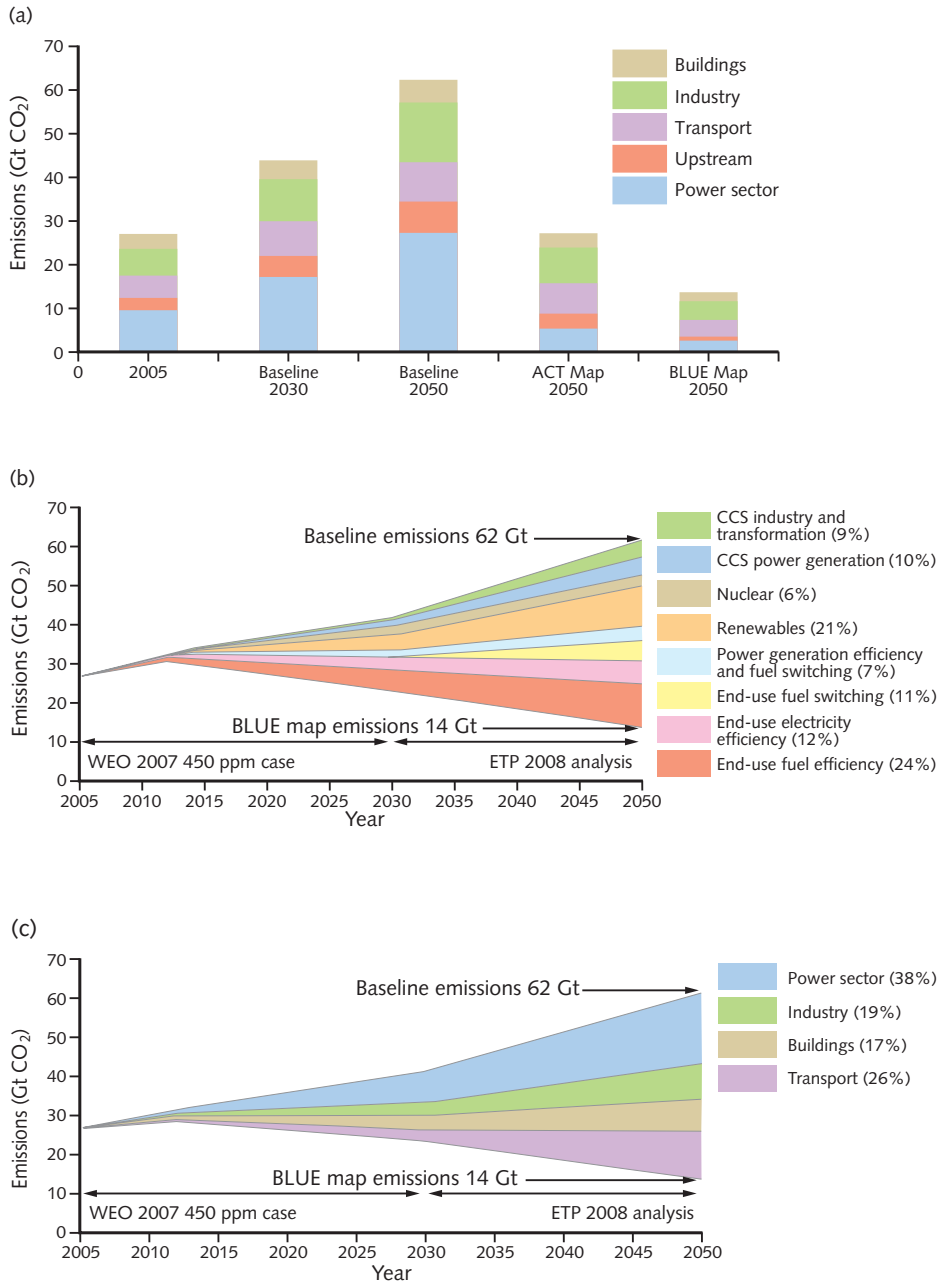 (a)
70
60
50
40
30
20
10
0
Emissions (Gt CO₂)
Buildings
Industry
Transport
Upstream
Power sector
0
2005
Baseline
2030
Baseline
2050
ACT Map
2050
BLUE Map
2050
(b)
70
60
50
40
30
20
10
0
Emissions (Gt CO₂)
Baseline emissions 62 Gt
BLUE map emissions 14 Gt
WEO 2007 450 ppm case
ETP 2008 analysis
2005 2010 2015 2020 2025 2030 2035 2040 2045 2050
Year
CCS industry and
transformation (9%)
CCS power generation (10%)
Nuclear (6%)
Renewables (21%)
Power generation efficiency
and fuel switching (7%)
End-use fuel switching (11%)
End-use electricity
efficiency (12%)
End-use fuel efficiency (24%)
(c)
70
60
50
40
30
20
10
0
Emissions (Gt CO₂)
Baseline emissions 62 Gt
BLUE map emissions 14 Gt
WEO 2007 450 ppm case
ETP 2008 analysis
2005 2010 2015 2020 2025 2030 2035 2040 2045 2050
Year
Power sector (38%)
Industry (19%)
Buildings (17%)
Transport (26%)